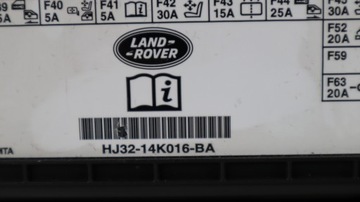 F40 F41 F42 F43 F44
5A 5A 30A 15A 25A 30A
F52
20A
F59
F63
20A
LAND-
-ROVER
i
HJ32-14K016-BA